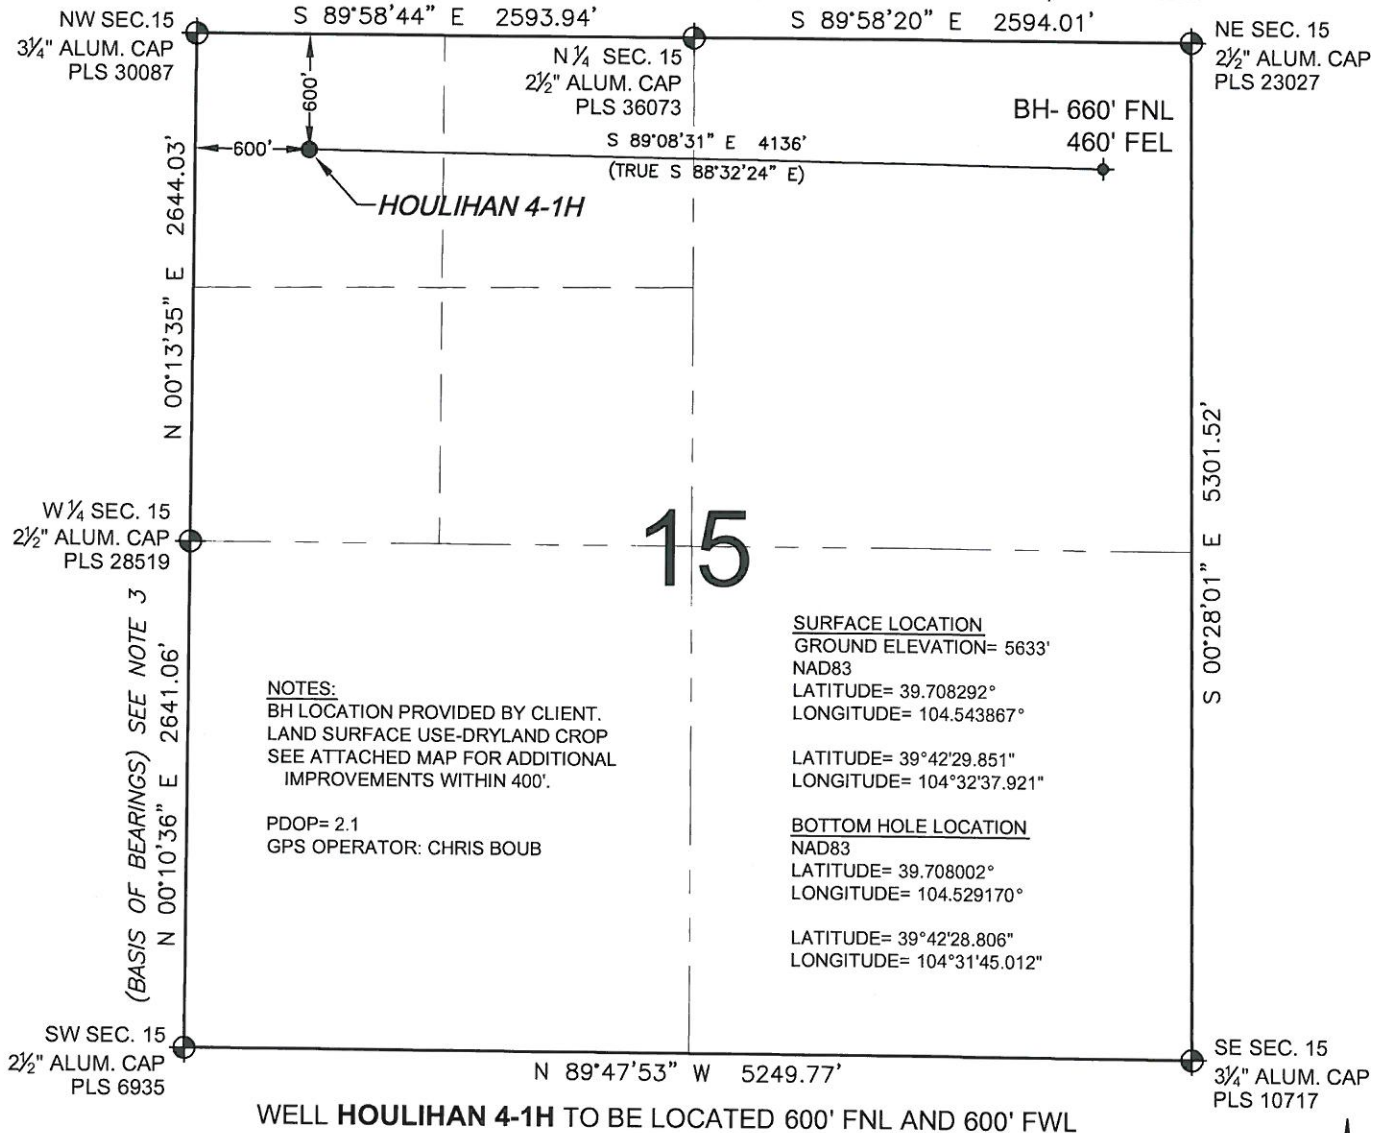 S 89°58'44" E 2593.94'
S 89°58'20" E 2594.01'
NW SEC.15
3¼" ALUM. CAP
PLS 30087
N ¼ SEC. 15
2½" ALUM. CAP
PLS 36073
NE SEC. 15
2½" ALUM. CAP
PLS 23027
600'
600'
BH- 660' FNL
460' FEL
S 89°08'31" E 4136'
(TRUE S 88°32'24" E)
HOULIHAN 4-1H
N 00°13'35" E 2644.03'
W ¼ SEC. 15
2½" ALUM. CAP
PLS 28519
15
S 00°28'01" E 5301.52'
(BASIS OF BEARINGS) SEE NOTE 3
N 00°10'36" E 2641.06'
NOTES:
BH LOCATION PROVIDED BY CLIENT.
LAND SURFACE USE-DRYLAND CROP
SEE ATTACHED MAP FOR ADDITIONAL
IMPROVEMENTS WITHIN 400'.
PDOP= 2.1
GPS OPERATOR: CHRIS BOUB
SURFACE LOCATION
GROUND ELEVATION= 5633'
NAD83
LATITUDE= 39.708292°
LONGITUDE= 104.543867°
LATITUDE= 39°42'29.851"
LONGITUDE= 104°32'37.921"
BOTTOM HOLE LOCATION
NAD83
LATITUDE= 39.708002°
LONGITUDE= 104.529170°
LATITUDE= 39°42'28.806"
LONGITUDE= 104°31'45.012"
SW SEC. 15
2½" ALUM. CAP
PLS 6935
N 89°47'53" W 5249.77'
SE SEC. 15
3¼" ALUM. CAP
PLS 10717
WELL HOULIHAN 4-1H TO BE LOCATED 600' FNL AND 600' FWL